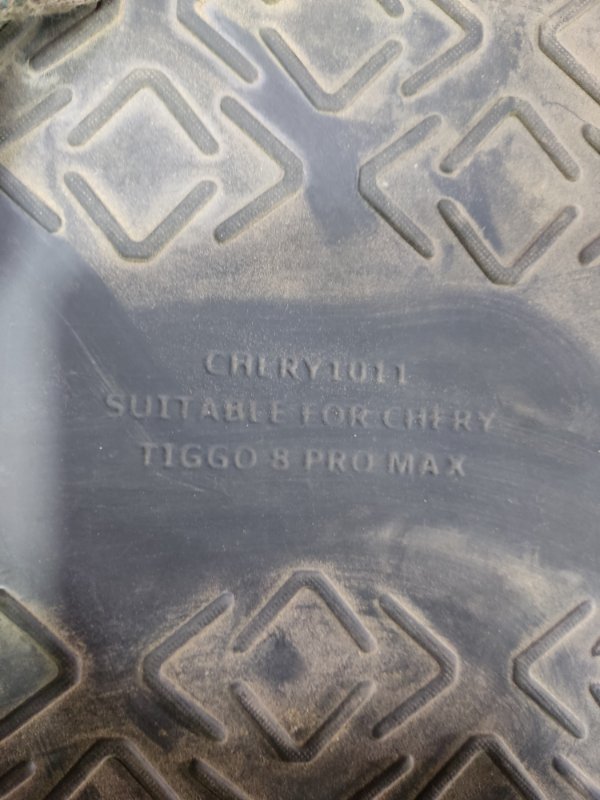 CHERY1011
SUITABLE FOR CHERY
TIGGO 8 PRO MAX